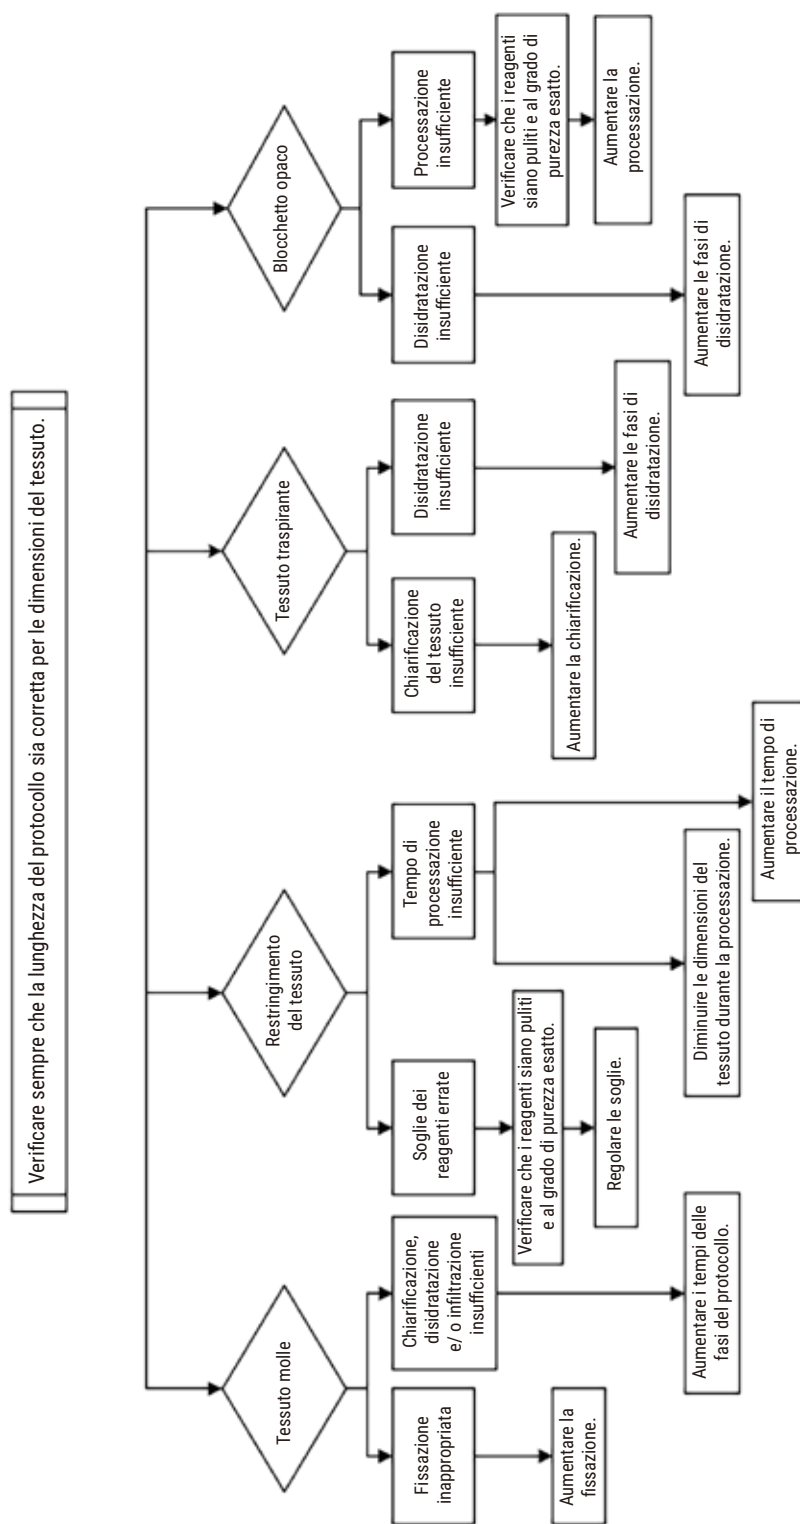 Verificare sempre che la lunghezza del protocollo sia corretta per le dimensioni del tessuto.
Tessuto molle
Fissazione
inappropriata
Aumentare la
fissazione.
Chiarificazione,
disidratazione
e/ o infiltrazione
insufficienti
Aumentare i tempi delle
fasi del protocollo.
Restringimento
del tessuto
Soglie dei
reagenti errate
Verificare che i reagenti siano puliti
e al grado di purezza esatto.
Regolare le soglie.
Tempo di
processazione
insufficiente
Diminuire le dimensioni del
tessuto durante la processazione.
Aumentare il tempo di
processazione.
Tessuto traspirante
Chiarificazione
del tessuto
insufficiente
Aumentare la chiarificazione.
Disidratazione
insufficiente
Aumentare le fasi di
disidratazione.
Blocchetto opaco
Disidratazione
insufficiente
Aumentare le fasi di
disidratazione.
Processazione
insufficiente
Verificare che i reagenti
siano puliti e al grado di
purezza esatto.
Aumentare la
processazione.